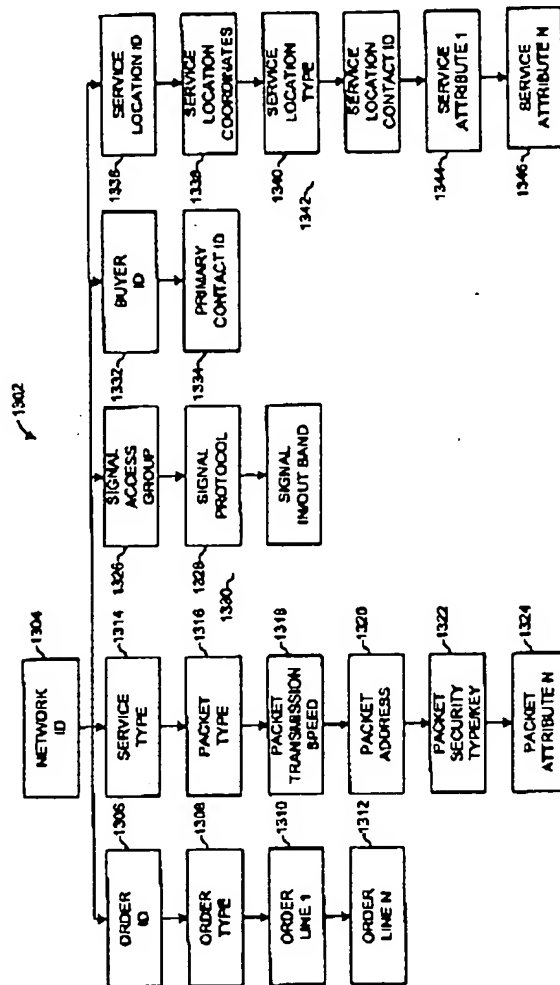 1302
NETWORK
ID
1304
ORDER
ID
1306
ORDER
TYPE
1308
ORDER
LINE 1
1310
ORDER
LINE N
1312
SERVICE
TYPE
1314
PACKET
TYPE
1316
PACKET
TRANSMISSION
SPEED
1318
PACKET
ADDRESS
1320
PACKET
SECURITY
TYPE/KEY
1322
PACKET
ATTRIBUTE N
1324
SIGNAL
ACCESS
GROUP
1326
SIGNAL
PROTOCOL
1328
SIGNAL
IN/OUT BAND
1330
BUYER
ID
1332
PRIMARY
CONTACT ID
1334
SERVICE
LOCATION ID
1336
SERVICE
LOCATION
COORDINATES
1338
SERVICE
LOCATION
TYPE
1340
SERVICE
LOCATION
CONTACT ID
1342
SERVICE
ATTRIBUTE 1
1344
SERVICE
ATTRIBUTE N
1346